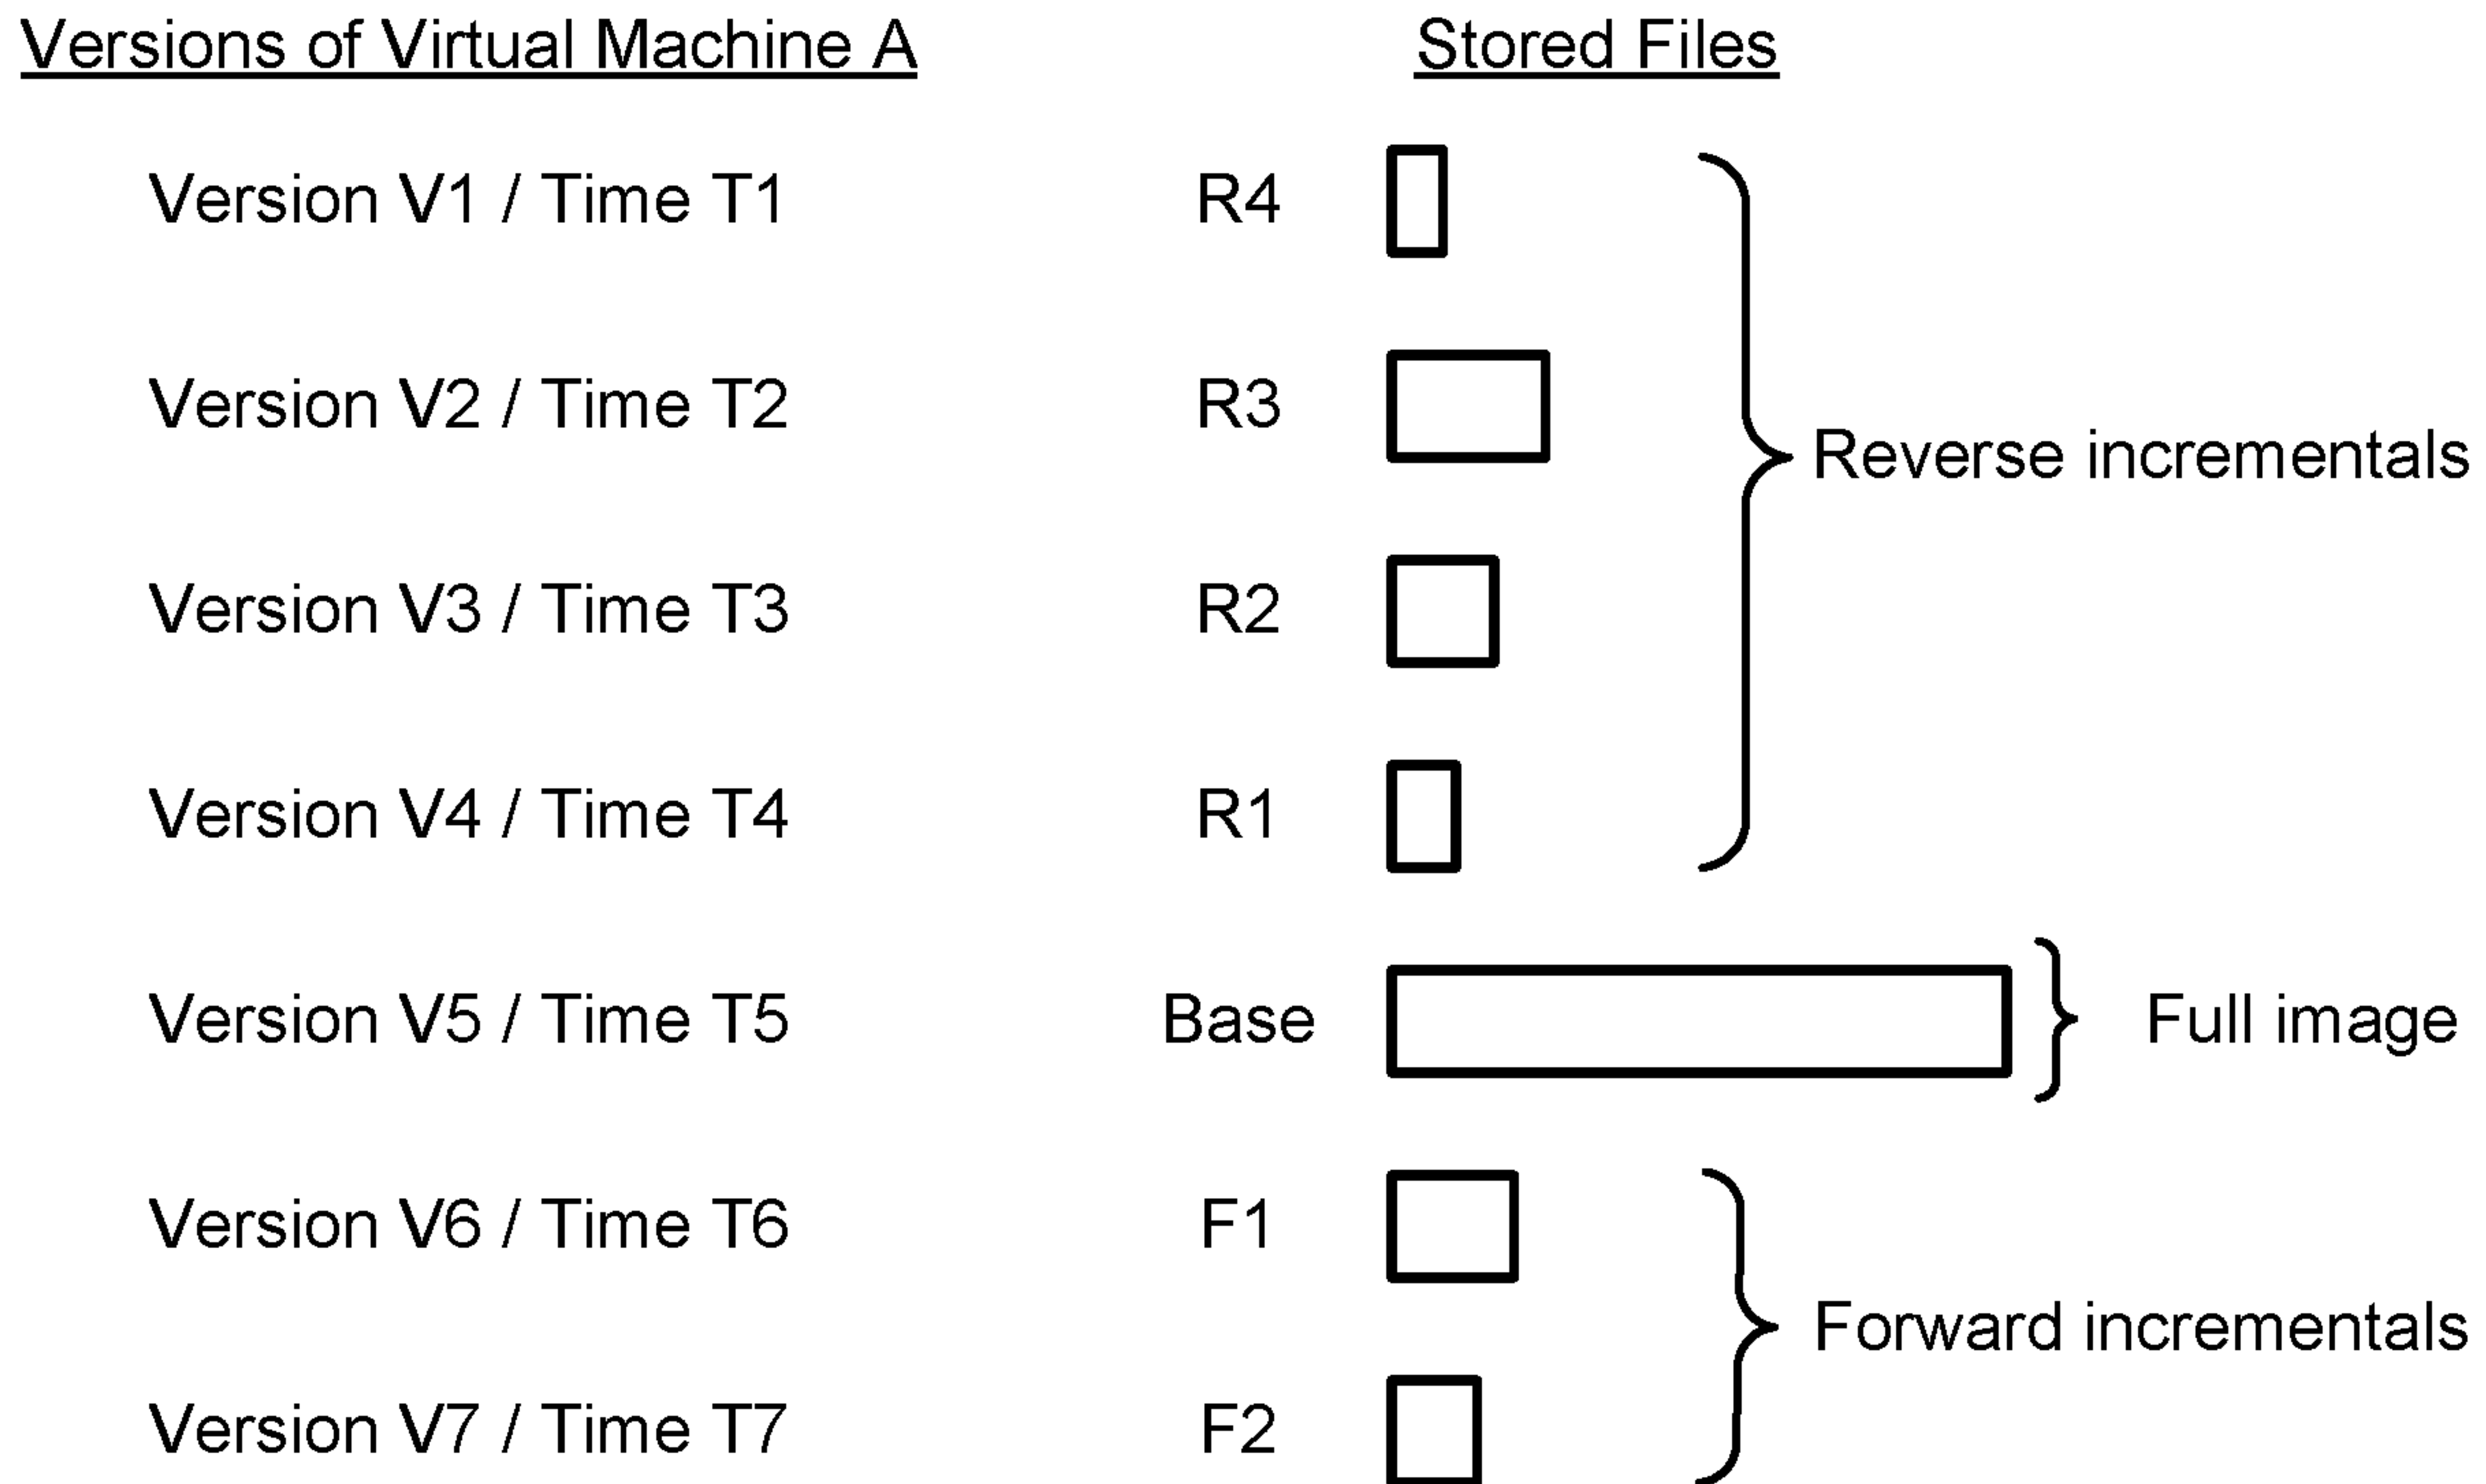 Versions of Virtual Machine A Stored Files
Version V1 / Time T1 R4
Version V2 / Time T2 R3
Reverse incrementals
Version V3 / Time T3 R2
Version V4 / Time T4 R1
Version V5 / Time T5 Base Full image
Version V6 / Time T6 F1
Forward incrementals
Version V7 / Time T7 F2